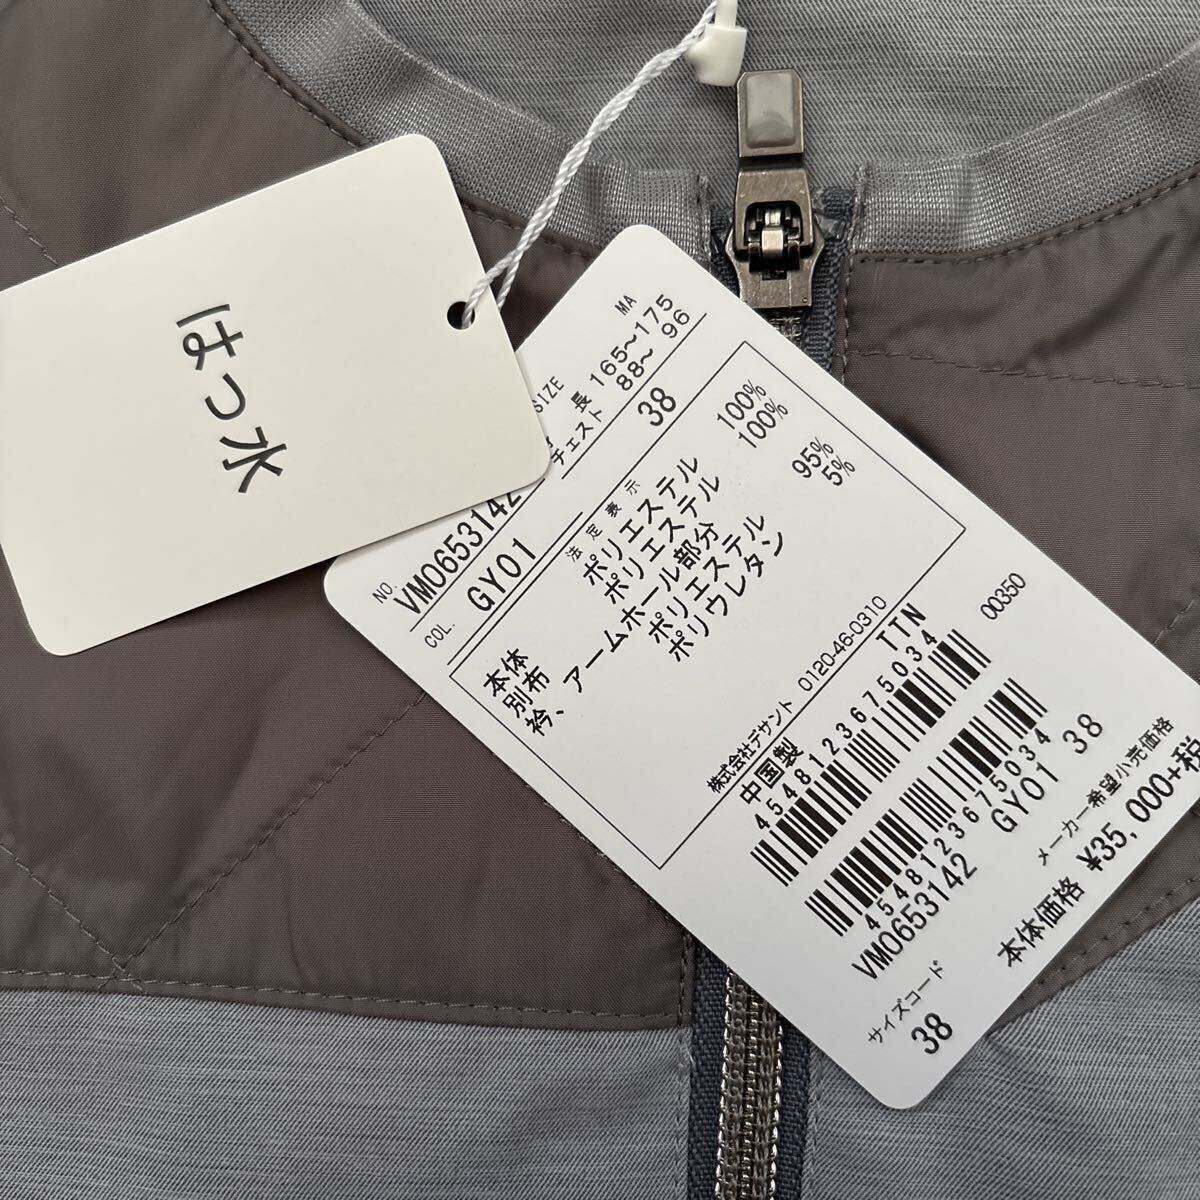 はっ水
MA
SIZE
身長 165~175
チェスト 88~ 96
38
NO. VM0653142
COL. GY01
法定表示
本体 ポリエステル 100%
別布 ポリエステル 100%
衿、アームホール部分
ポリエステル 95%
ポリウレタン 5%
株式会社デサント 0120-46-0310
中国製 TTN
00350
4548123675034
4548123675034
VM0653142 GY01 38
サイズコード
38
メーカー希望小売価格
本体価格 ¥35,000+税